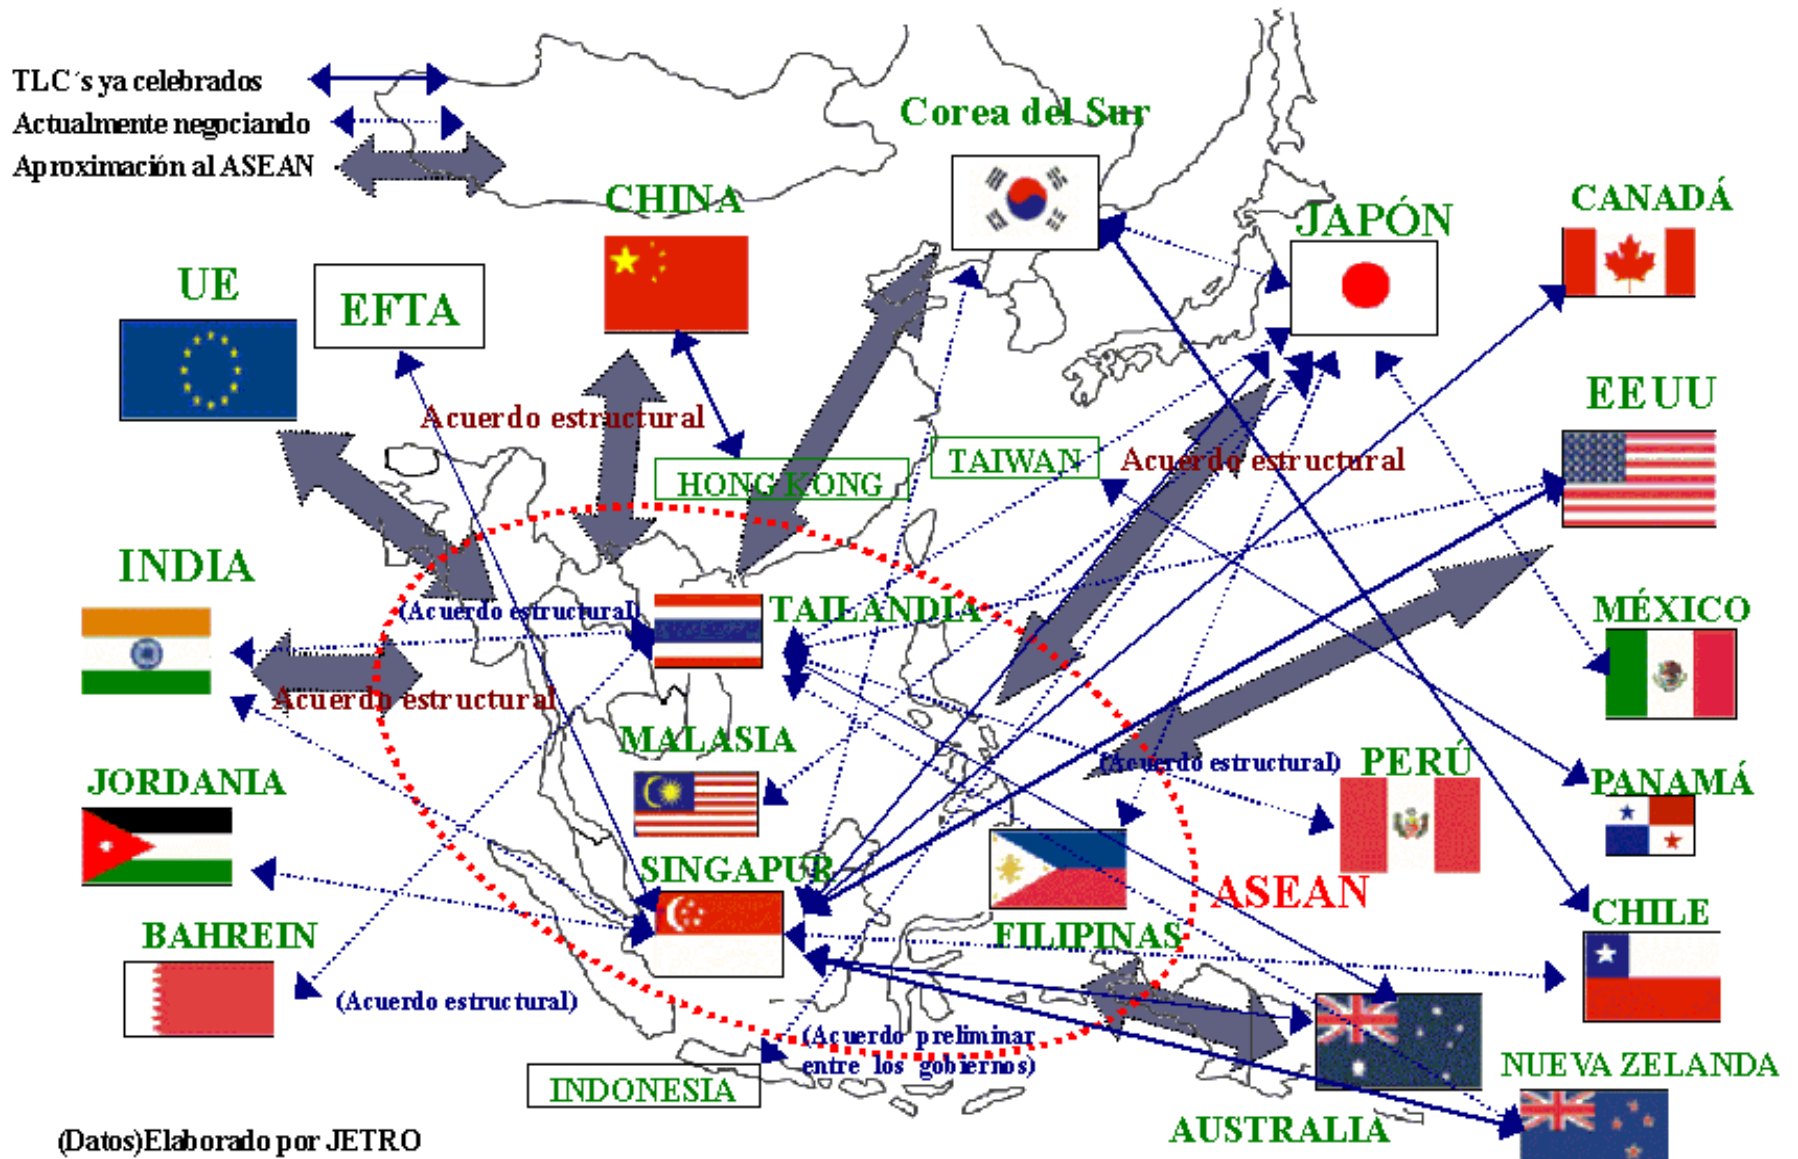 TLC´s ya celebrados
Actualmente negociando
Aproximación al ASEAN
Corea del Sur
CHINA
JAPÓN
CANADÁ
UE
EFTA
EEUU
Acuerdo estructural
HONG KONG
TAIWAN
Acuerdo estructural
INDIA
(Acuerdo estructural)
TAILANDIA
MÉXICO
Acuerdo estructural
MALASIA
(Acuerdo estructural)
PERÚ
JORDANIA
PANAMÁ
SINGAPUR
ASEAN
CHILE
BAHREIN
FILIPINAS
(Acuerdo estructural)
(Acuerdo preliminar
entre los gobiernos)
INDONESIA
NUEVA ZELANDA
AUSTRALIA
(Datos)Elaborado por JETRO